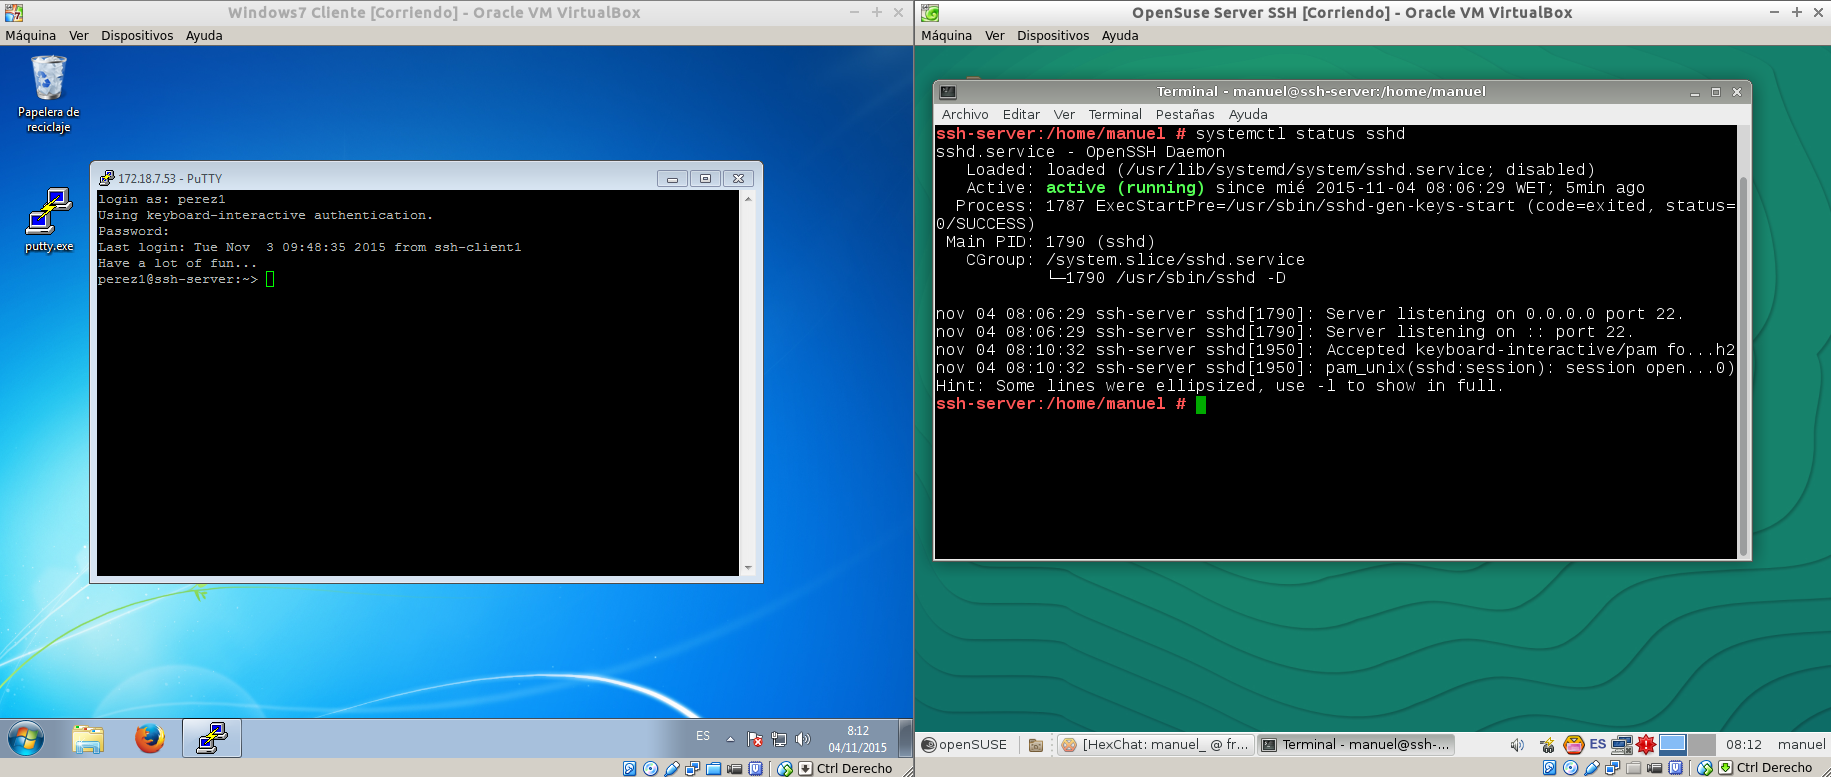 Windows7 Cliente [Corriendo] - Oracle VM VirtualBox
Máquina Ver Dispositivos Ayuda
Papelera de
reciclaje
putty.exe
172.18.7.53 - PuTTY
login as: perez1
Using keyboard-interactive authentication.
Password:
Last login: Tue Nov  3 09:48:35 2015 from ssh-client1
Have a lot of fun...
perez1@ssh-server:~>
ES
8:12
04/11/2015
Ctrl Derecho
OpenSuse Server SSH [Corriendo] - Oracle VM VirtualBox
Máquina Ver Dispositivos Ayuda
Terminal - manuel@ssh-server:/home/manuel
Archivo Editar Ver Terminal Pestañas Ayuda
ssh-server:/home/manuel # systemctl status sshd
sshd.service - OpenSSH Daemon
   Loaded: loaded (/usr/lib/systemd/system/sshd.service; disabled)
   Active: active (running) since mié 2015-11-04 08:06:29 WET; 5min ago
  Process: 1787 ExecStartPre=/usr/sbin/sshd-gen-keys-start (code=exited, status=
0/SUCCESS)
 Main PID: 1790 (sshd)
   CGroup: /system.slice/sshd.service
           └─1790 /usr/sbin/sshd -D
nov 04 08:06:29 ssh-server sshd[1790]: Server listening on 0.0.0.0 port 22.
nov 04 08:06:29 ssh-server sshd[1790]: Server listening on :: port 22.
nov 04 08:10:32 ssh-server sshd[1950]: Accepted keyboard-interactive/pam fo...h2
nov 04 08:10:32 ssh-server sshd[1950]: pam_unix(sshd:session): session open...0)
Hint: Some lines were ellipsized, use -l to show in full.
ssh-server:/home/manuel #
openSUSE
[HexChat: manuel_ @ fr...
Terminal - manuel@ssh-...
ES
08:12
manuel
Ctrl Derecho